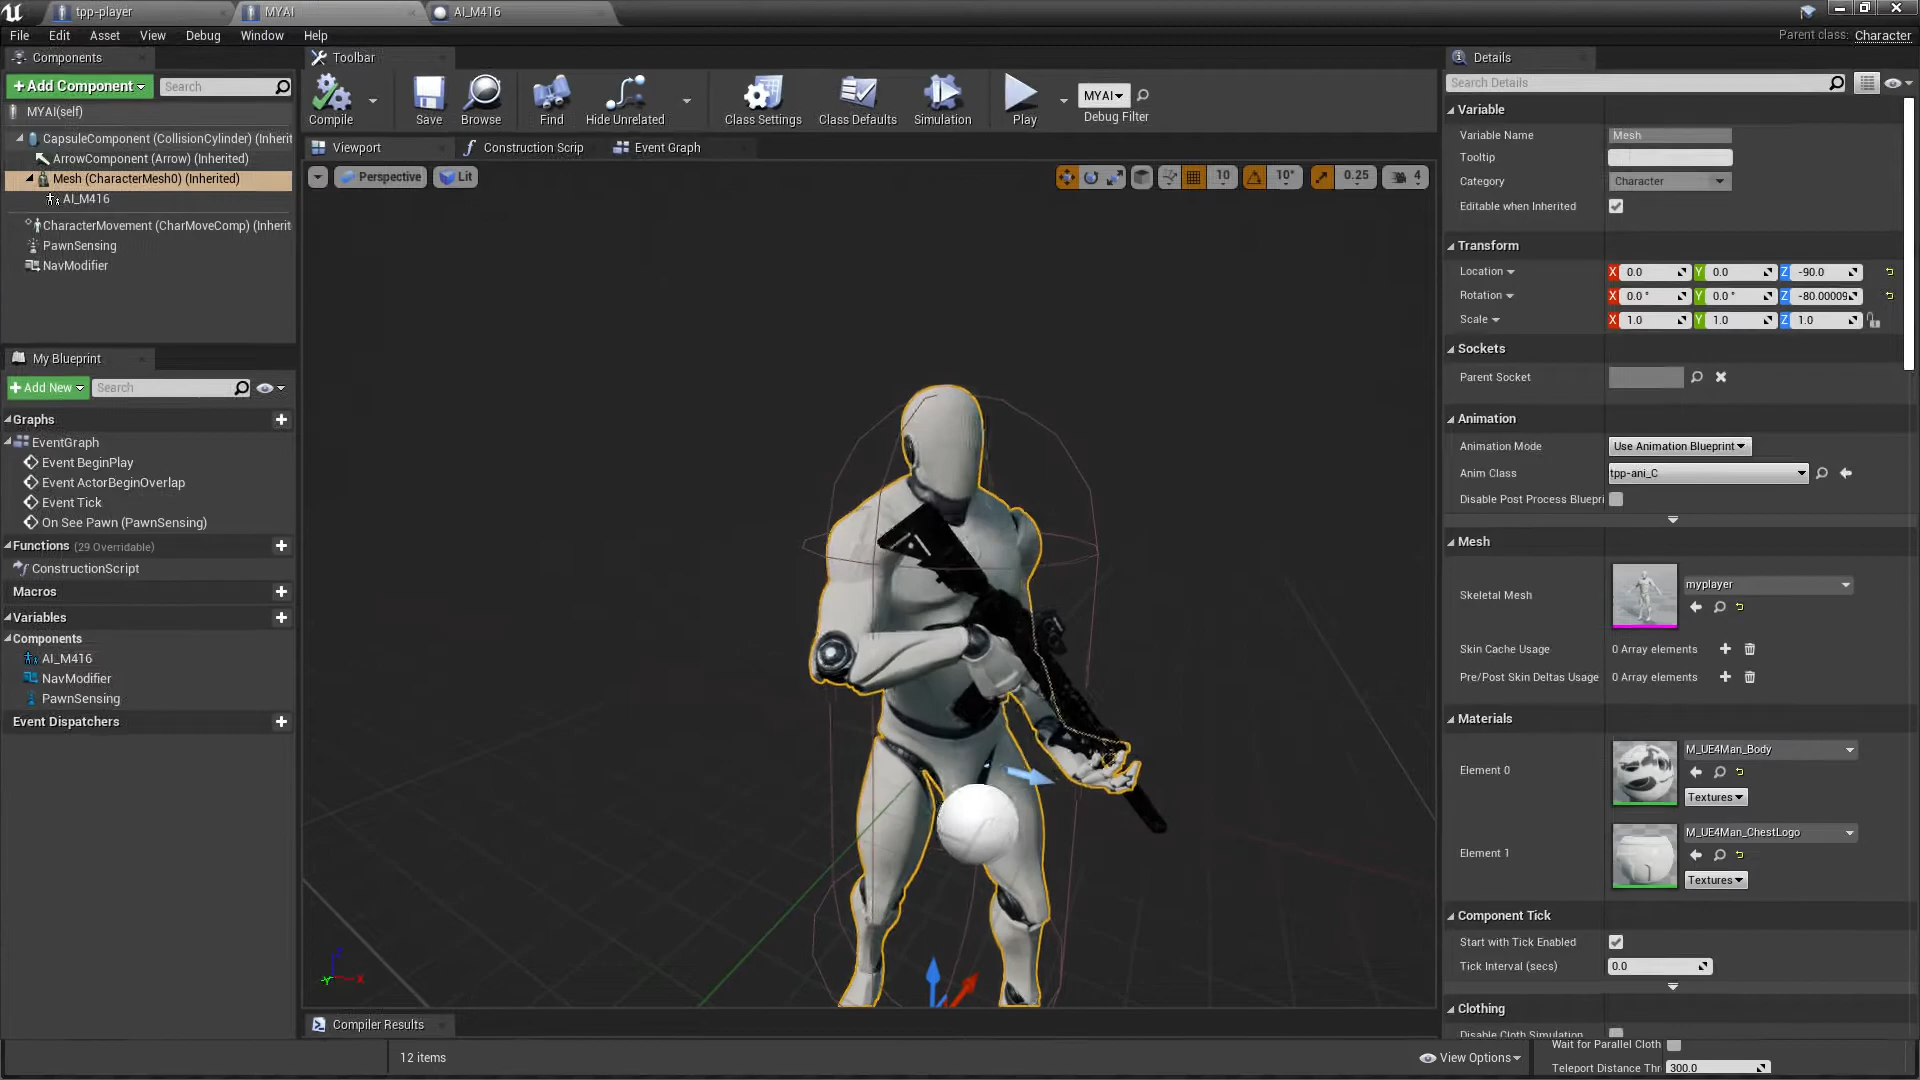 tpp-player
MYAI
AI_M416
File Edit Asset View Debug Window Help
Parent class: Character
Components
+Add Component
Search
MYAI(self)
CapsuleComponent (CollisionCylinder) (Inherit
ArrowComponent (Arrow) (Inherited)
Mesh (CharacterMesh0) (Inherited)
AI_M416
CharacterMovement (CharMoveComp) (Inherit
PawnSensing
NavModifier
My Blueprint
+Add New
Search
Graphs
EventGraph
Event BeginPlay
Event ActorBeginOverlap
Event Tick
On See Pawn (PawnSensing)
Functions (29 Overridable)
ConstructionScript
Macros
Variables
Components
AI_M416
NavModifier
PawnSensing
Event Dispatchers
Toolbar
Compile
Save
Browse
Find
Hide Unrelated
Class Settings
Class Defaults
Simulation
Play
MYAI
Debug Filter
Viewport
Construction Scrip
Event Graph
Perspective
Lit
10
10°
0.25
4
Compiler Results
12 items
View Options
Details
Search Details
Variable
Variable Name Mesh
Tooltip
Category Character
Editable when Inherited
Transform
Location X 0.0 Y 0.0 Z -90.0
Rotation X 0.0 ° Y 0.0 ° Z -80.00009
Scale X 1.0 Y 1.0 Z 1.0
Sockets
Parent Socket
Animation
Animation Mode Use Animation Blueprint
Anim Class tpp-ani_C
Disable Post Process Bluepri
Mesh
Skeletal Mesh myplayer
Skin Cache Usage 0 Array elements
Pre/Post Skin Deltas Usage 0 Array elements
Materials
Element 0
M_UE4Man_Body
Textures
Element 1
M_UE4Man_ChestLogo
Textures
Component Tick
Start with Tick Enabled
Tick Interval (secs) 0.0
Clothing
Disable Cloth Simulation
Wait for Parallel Cloth
Teleport Distance Thr 300.0